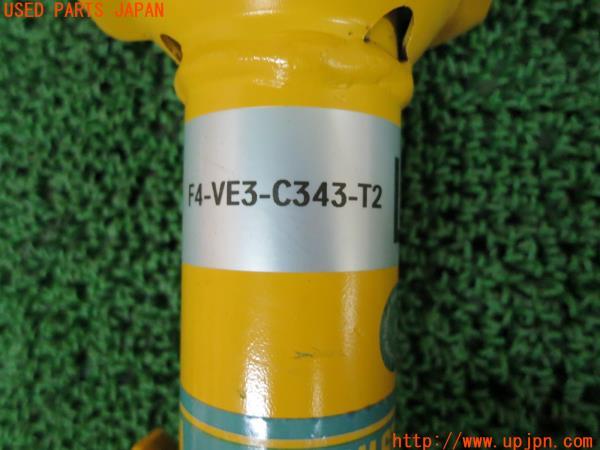 USED PARTS JAPAN
F4-VE3-C343-T2
http://www.upjpn.com/